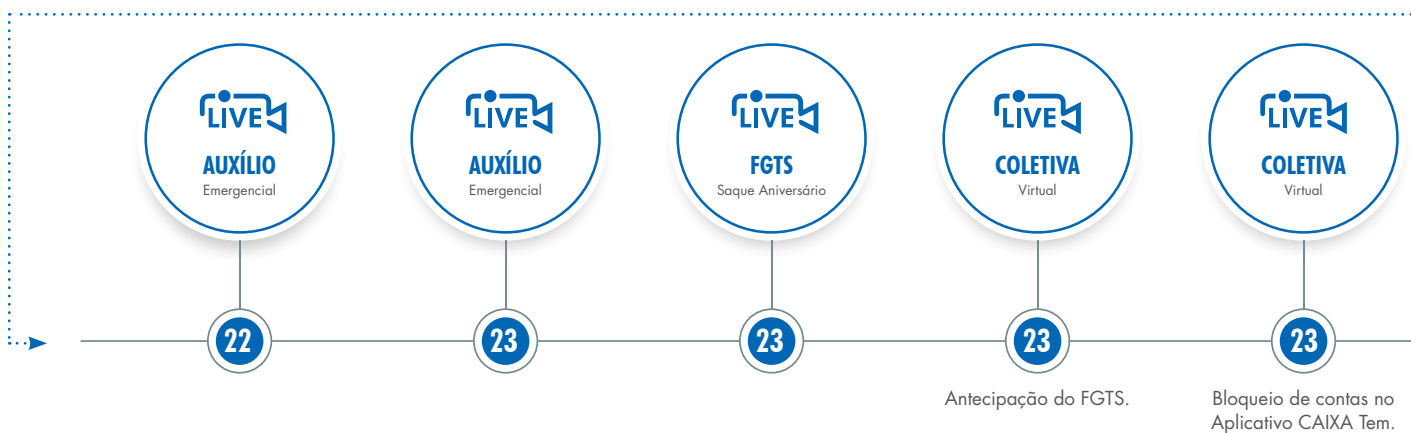 LIVE
AUXÍLIO
Emergencial
22
LIVE
AUXÍLIO
Emergencial
23
LIVE
FGTS
Saque Aniversário
23
LIVE
COLETIVA
Virtual
23
Antecipação do FGTS.
LIVE
COLETIVA
Virtual
23
Bloqueio de contas no
Aplicativo CAIXA Tem.